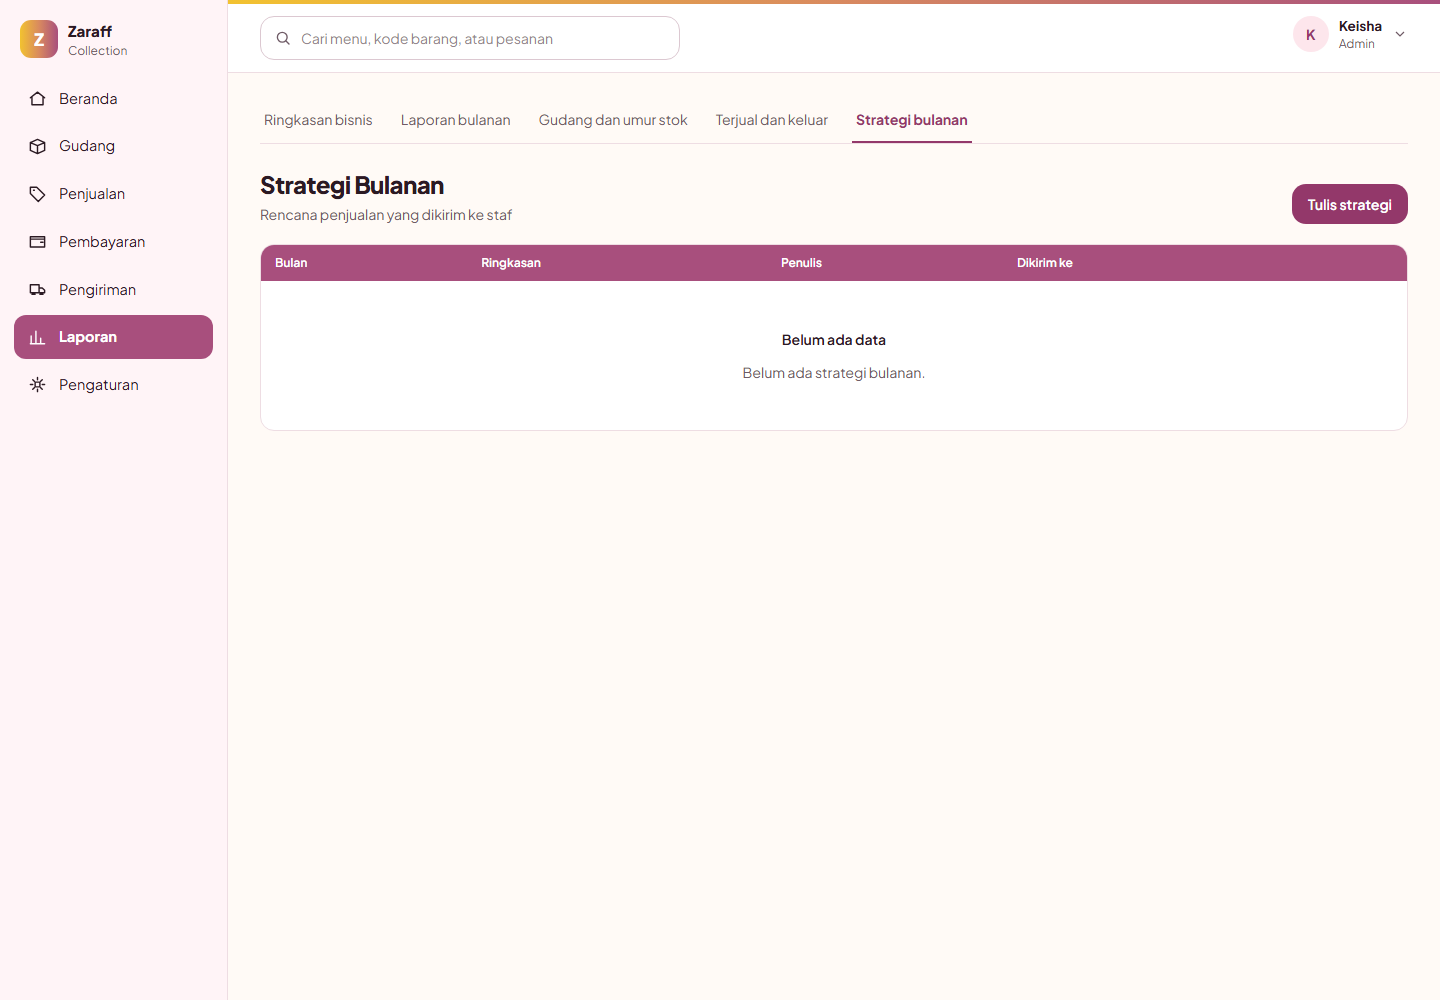 Z
Zaraff
Collection
Beranda
Gudang
Penjualan
Pembayaran
Pengiriman
Laporan
Pengaturan
Cari menu, kode barang, atau pesanan
K
Keisha
Admin
Ringkasan bisnis
Laporan bulanan
Gudang dan umur stok
Terjual dan keluar
Strategi bulanan
Strategi Bulanan
Rencana penjualan yang dikirim ke staf
Tulis strategi
Bulan
Ringkasan
Penulis
Dikirim ke
Belum ada data
Belum ada strategi bulanan.